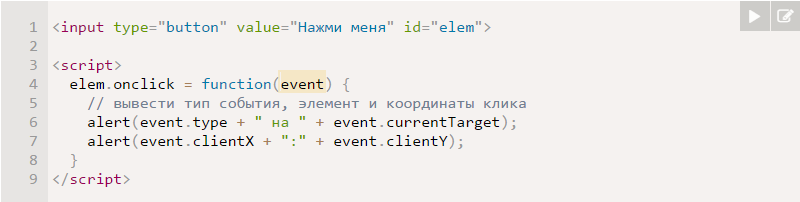 1 <input type="button" value="Нажми меня" id="elem">
2
3 <script>
4   elem.onclick = function(event) {
5     // вывести тип события, элемент и координаты клика
6     alert(event.type + " на " + event.currentTarget);
7     alert(event.clientX + ":" + event.clientY);
8   }
9 </script>